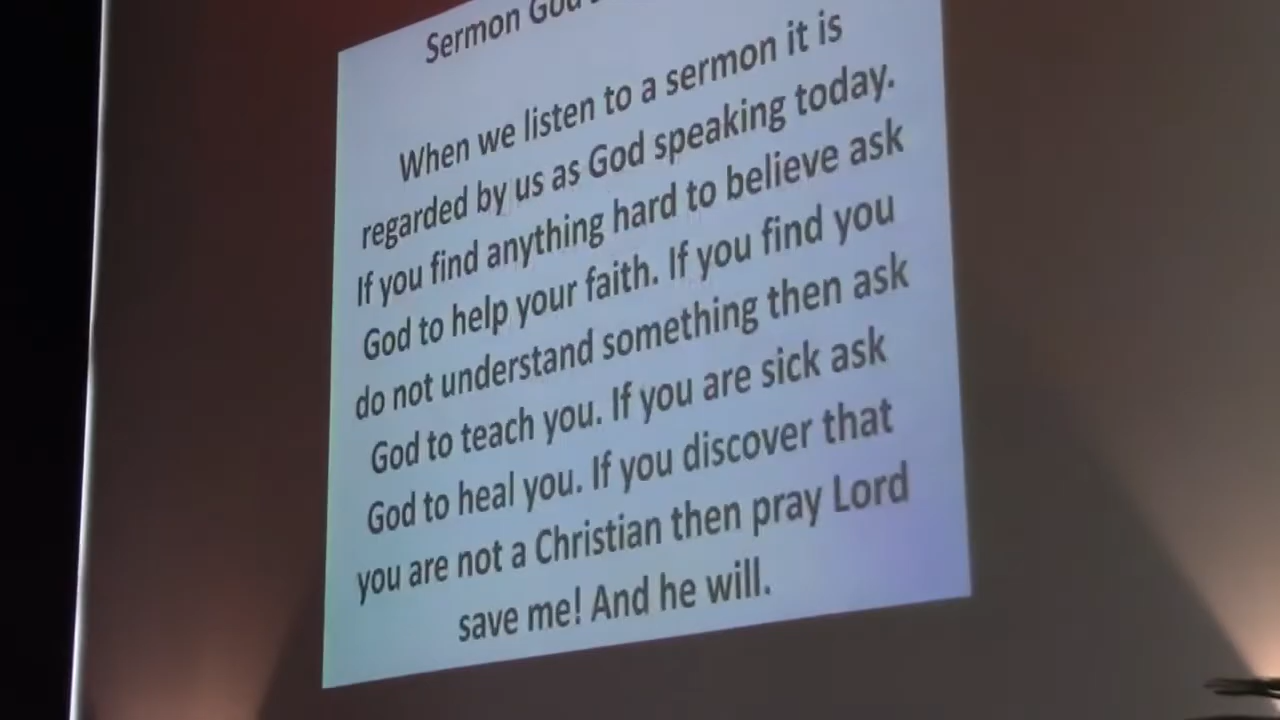 Sermon God
When we listen to a sermon it is
regarded by us as God speaking today.
If you find anything hard to believe ask
God to help your faith. If you find you
do not understand something then ask
God to teach you. If you are sick ask
God to heal you. If you discover that
you are not a Christian then pray Lord
save me! And he will.